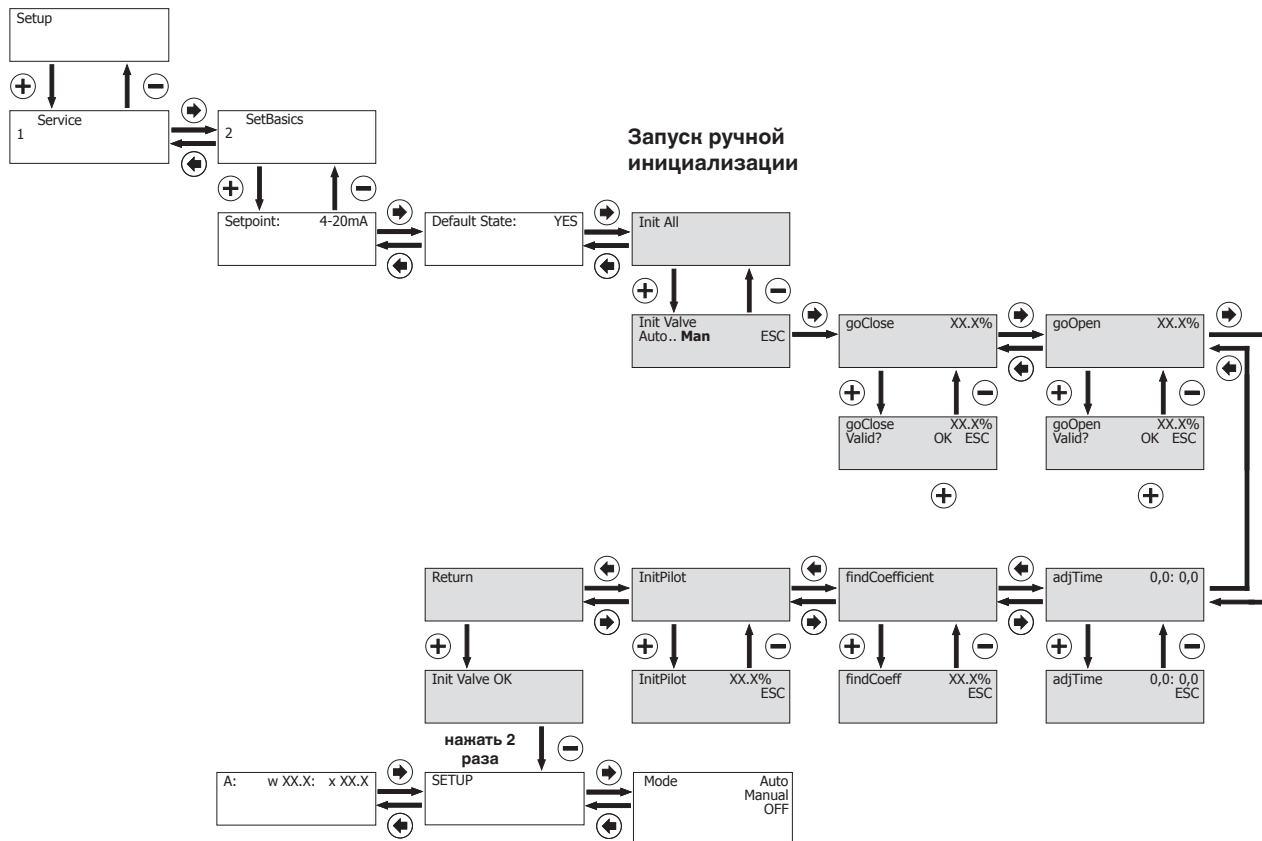 Setup
Service
1
SetBasics
2
Запуск ручной
инициализации
Setpoint: 4-20mA
Default State: YES
Init All
Init Valve
Auto.. Man ESC
goClose XX.X%
goOpen XX.X%
goClose XX.X%
Valid? OK ESC
goOpen XX.X%
Valid? OK ESC
Return
InitPilot
findCoefficient
adjTime 0,0: 0,0
Init Valve OK
InitPilot XX.X%
ESC
findCoeff XX.X%
ESC
adjTime 0,0: 0,0
ESC
нажать 2
раза
A: w XX.X: x XX.X
SETUP
Mode Auto
Manual
OFF